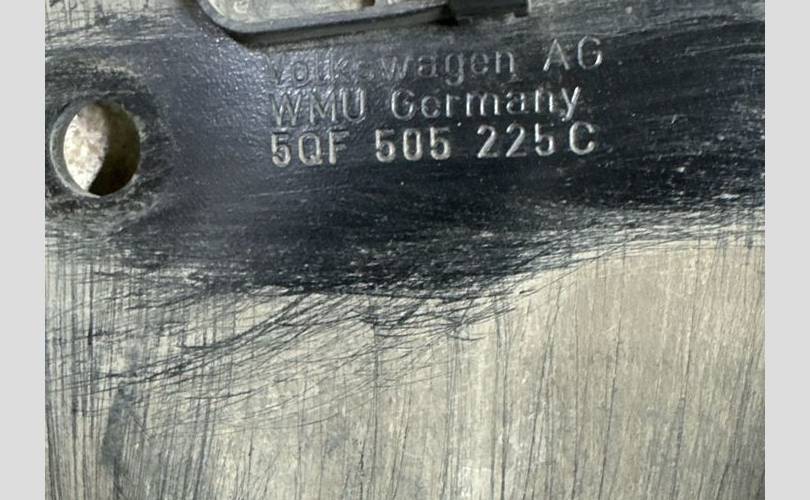 Volkswagen AG
WMU Germany
5QF 505 225 C